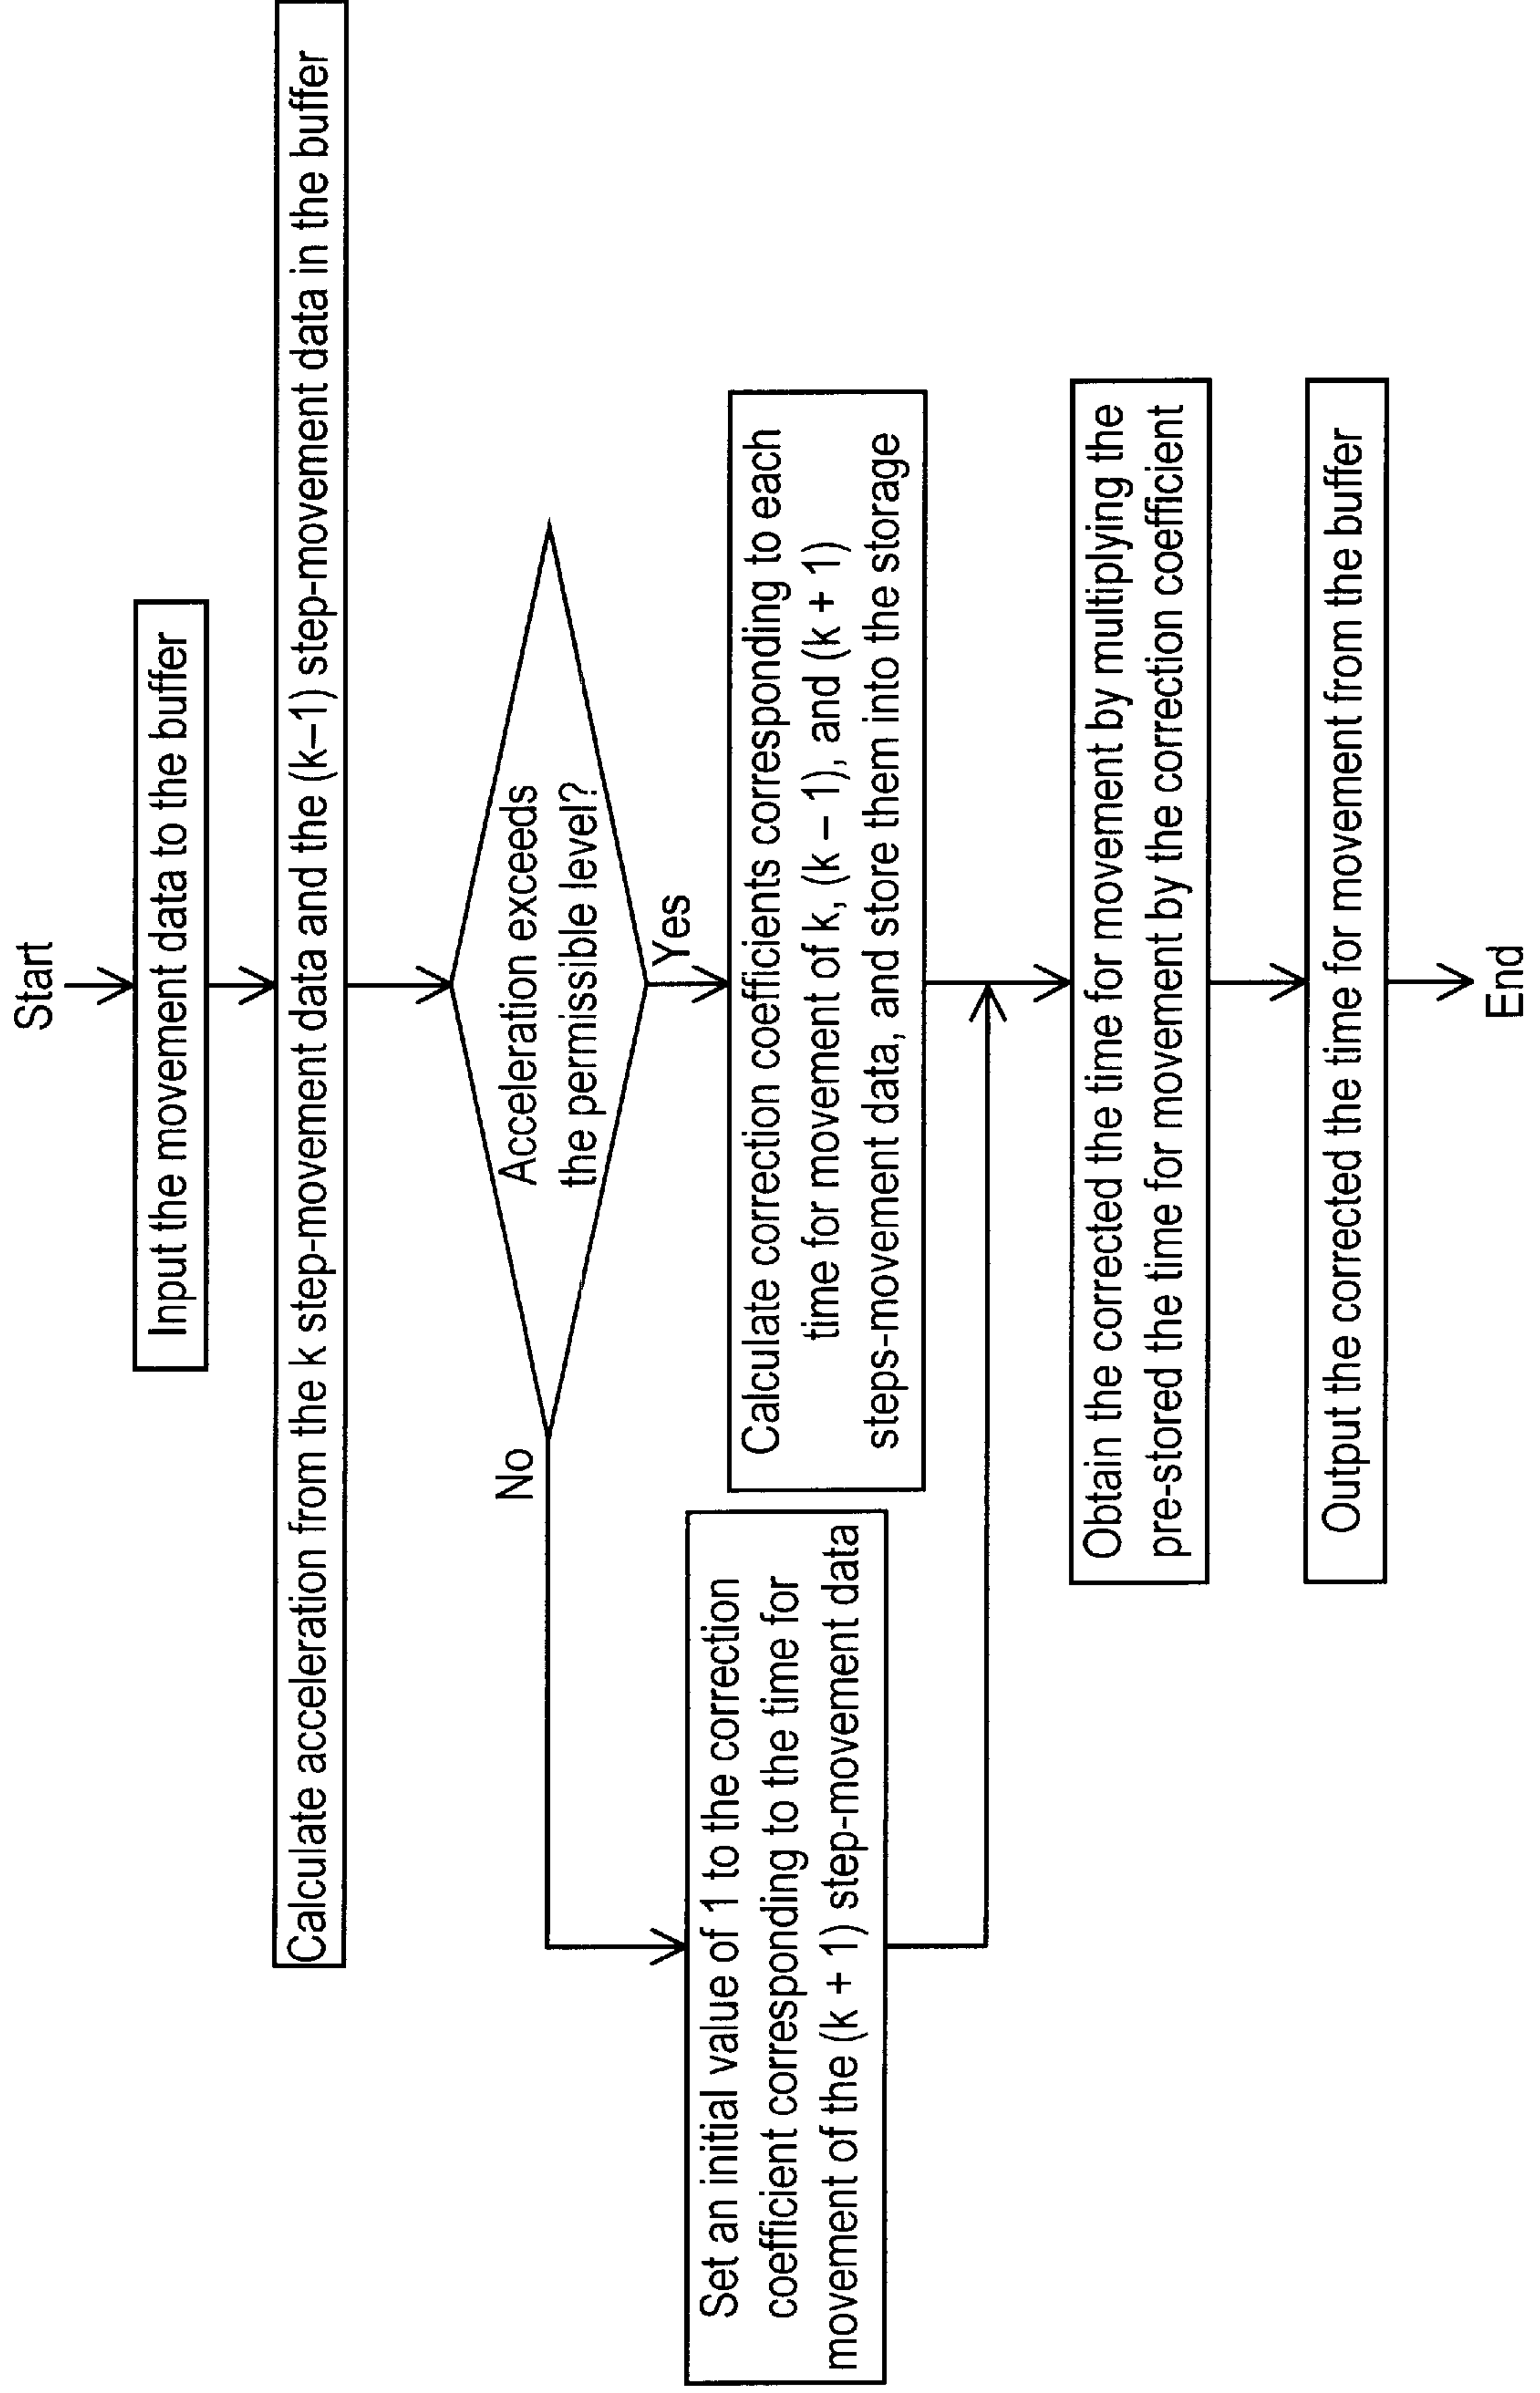 Start
Input the movement data to the buffer
Calculate acceleration from the k step-movement data and the (k–1) step-movement data in the buffer
Acceleration exceeds
the permissible level?
No
Yes
Set an initial value of 1 to the correction
coefficient corresponding to the time for
movement of the (k + 1) step-movement data
Calculate correction coefficients corresponding to each
time for movement of k, (k – 1), and (k + 1)
steps-movement data, and store them into the storage
Obtain the corrected the time for movement by multiplying the
pre-stored the time for movement by the correction coefficient
Output the corrected the time for movement from the buffer
End